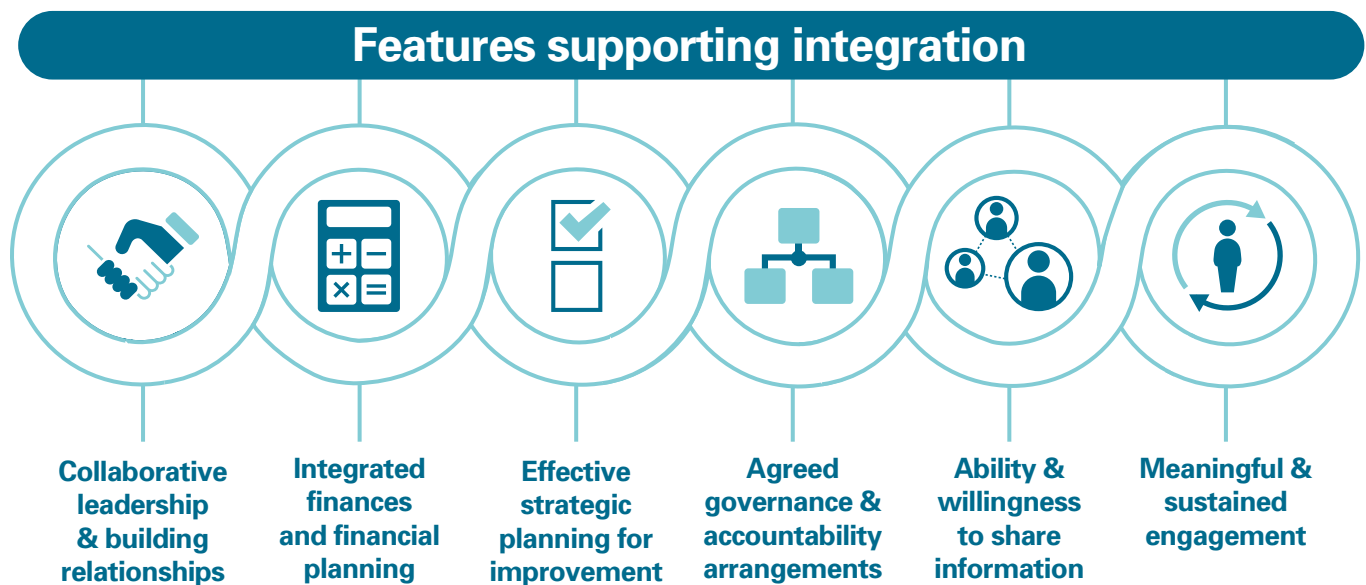 Features supporting integration
Collaborative
leadership
& building
relationships
Integrated
finances
and financial
planning
Effective
strategic
planning for
improvement
Agreed
governance &
accountability
arrangements
Ability &
willingness
to share
information
Meaningful &
sustained
engagement